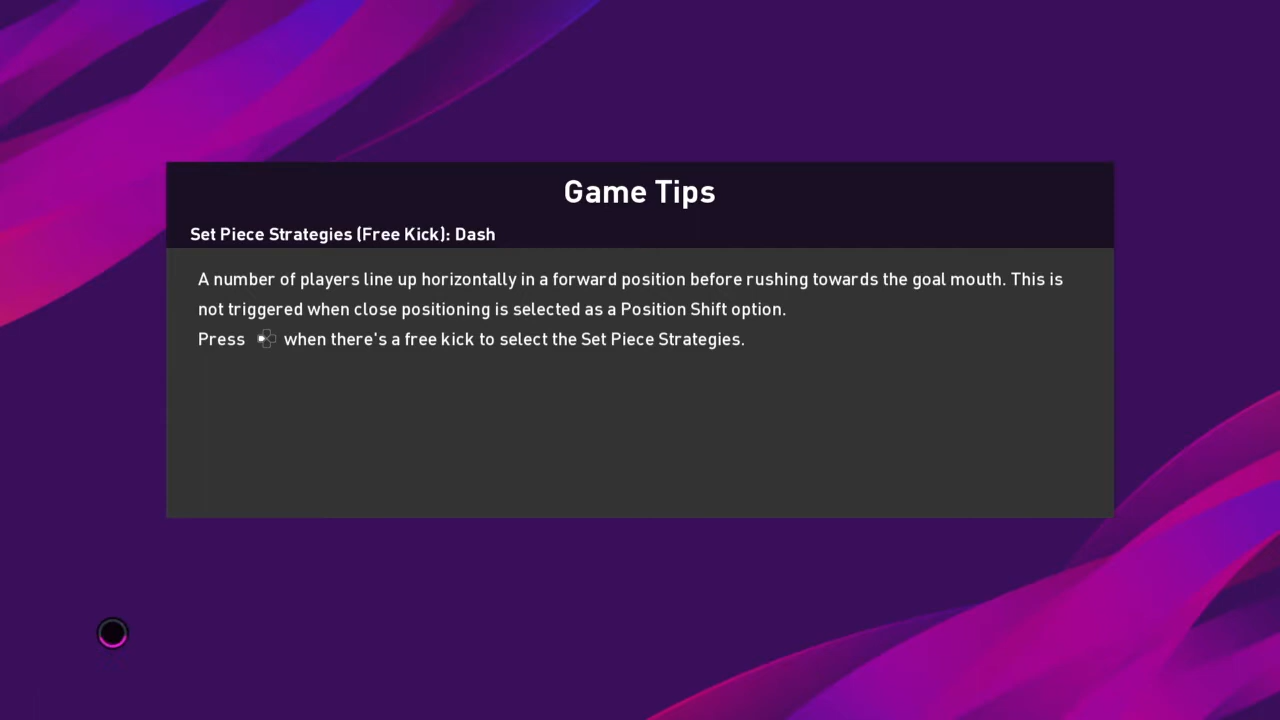 Game Tips
Set Piece Strategies (Free Kick): Dash
A number of players line up horizontally in a forward position before rushing towards the goal mouth. This is
not triggered when close positioning is selected as a Position Shift option.
Press when there's a free kick to select the Set Piece Strategies.